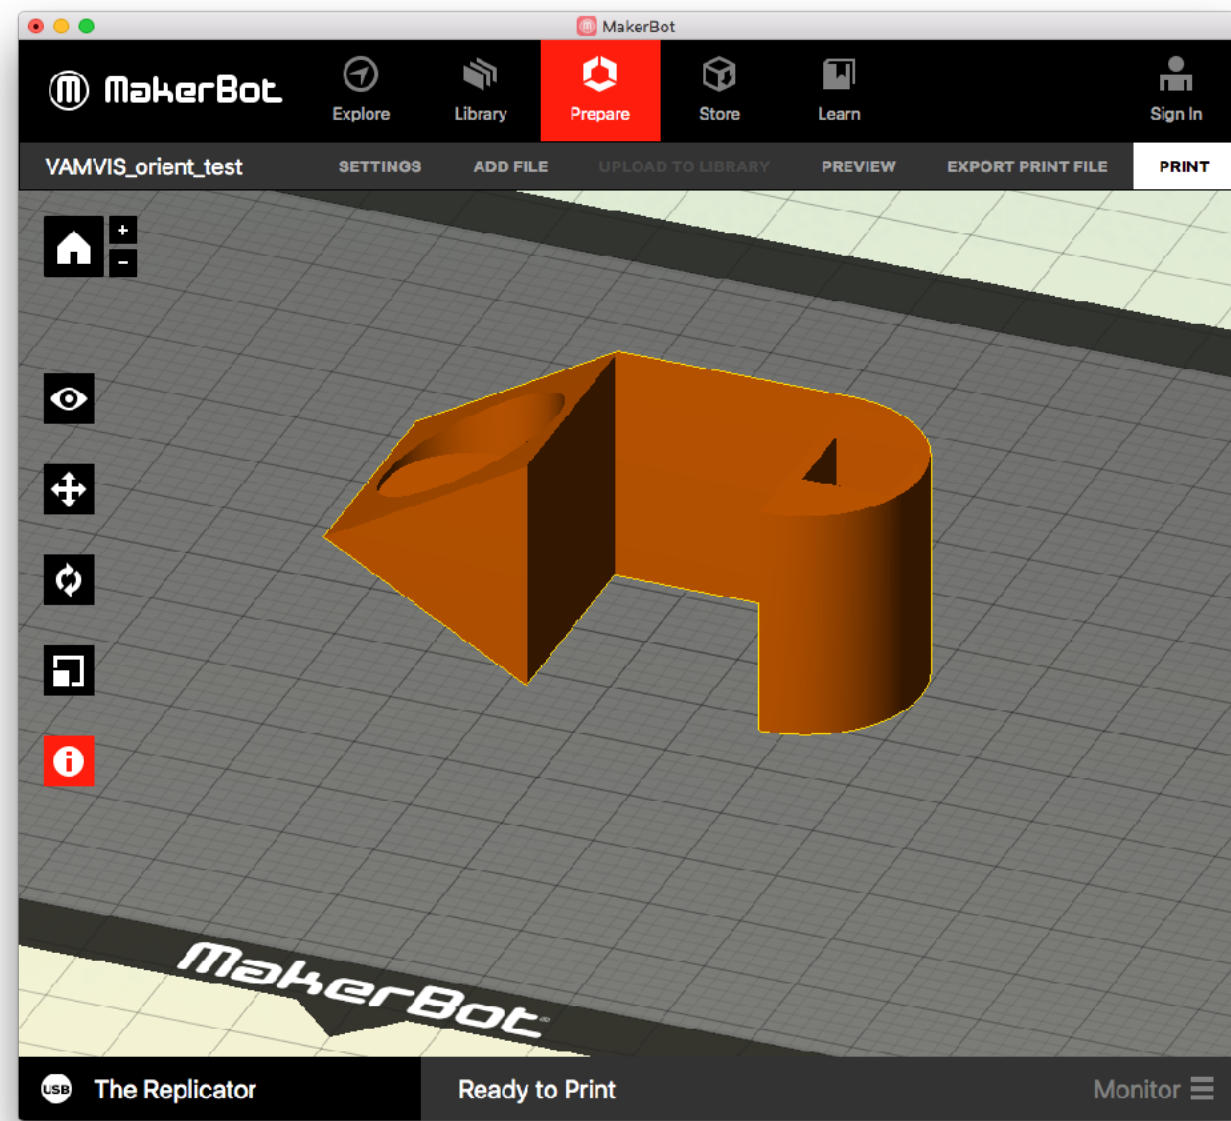 MakerBot
MakerBot
Explore
Library
Prepare
Store
Learn
Sign In
VAMVIS_orient_test
SETTINGS
ADD FILE
UPLOAD TO LIBRARY
PREVIEW
EXPORT PRINT FILE
PRINT
+
-
MakerBot
USB
The Replicator
Ready to Print
Monitor